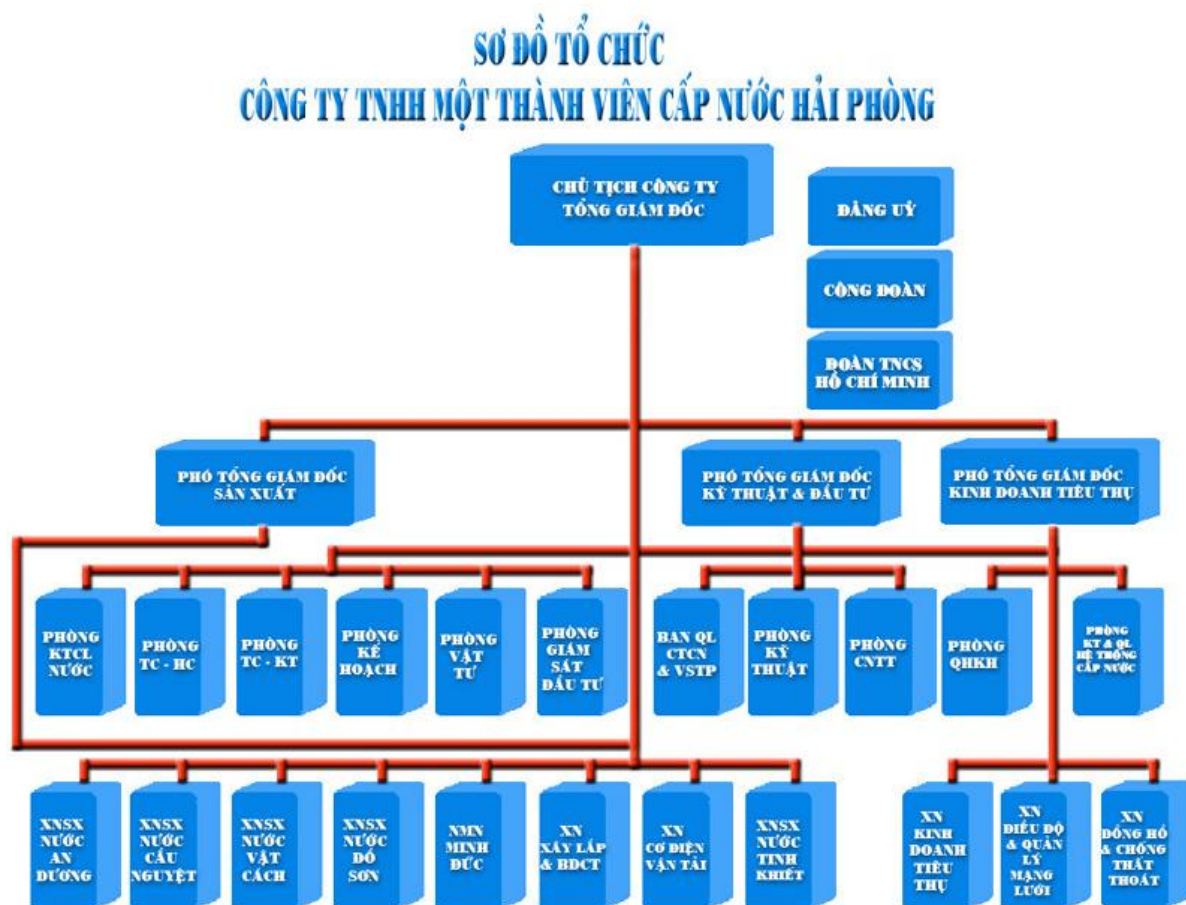 SƠ ĐỒ TỔ CHỨC
CÔNG TY TNHH MỘT THÀNH VIÊN CẤP NƯỚC HẢI PHÒNG
CHỦ TỊCH CÔNG TY
TỔNG GIÁM ĐỐC
ĐẢNG UỶ
CÔNG ĐOÀN
ĐOÀN TNCS
HỒ CHÍ MINH
PHÓ TỔNG GIÁM ĐỐC
SẢN XUẤT
PHÓ TỔNG GIÁM ĐỐC
KỸ THUẬT & ĐẦU TƯ
PHÓ TỔNG GIÁM ĐỐC
KINH DOANH TIÊU THỤ
PHÒNG
KTCL
NƯỚC
PHÒNG
TC - HC
PHÒNG
TC - KT
PHÒNG
KẾ
HOẠCH
PHÒNG
VẬT
TƯ
PHÒNG
GIÁM
SÁT
ĐẦU TƯ
BAN QL
CTCN
& VSTP
PHÒNG
KỸ
THUẬT
PHÒNG
CNTT
PHÒNG
QHKH
PHÒNG
KT & QL
HỆ THỐNG
CẤP NƯỚC
XNSX
NƯỚC
AN
DƯƠNG
XNSX
NƯỚC
CẦU
NGUYỆT
XNSX
NƯỚC
VẬT
CÁCH
XNSX
NƯỚC
ĐỒ
SƠN
NMN
MINH
ĐỨC
XN
XÂY LẮP
& BDCT
XN
CƠ ĐIỆN
VẬN TẢI
XNSX
NƯỚC
TINH
KHIẾT
XN
KINH
DOANH
TIÊU
THỤ
XN
ĐIỀU ĐỘ
& QUẢN
LÝ
MẠNG
LƯỚI
XN
ĐỒNG HỒ
& CHỐNG
THẤT
THOÁT